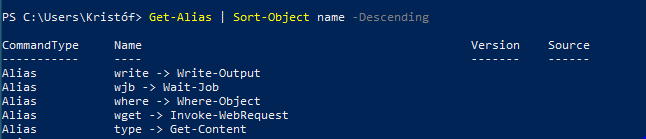 PS C:\Users\Kristóf> Get-Alias | Sort-Object name -Descending
CommandType     Name                                               Version    Source
-----------     ----                                               -------    ------
Alias           write -> Write-Output
Alias           wjb -> Wait-Job
Alias           where -> Where-Object
Alias           wget -> Invoke-WebRequest
Alias           type -> Get-Content